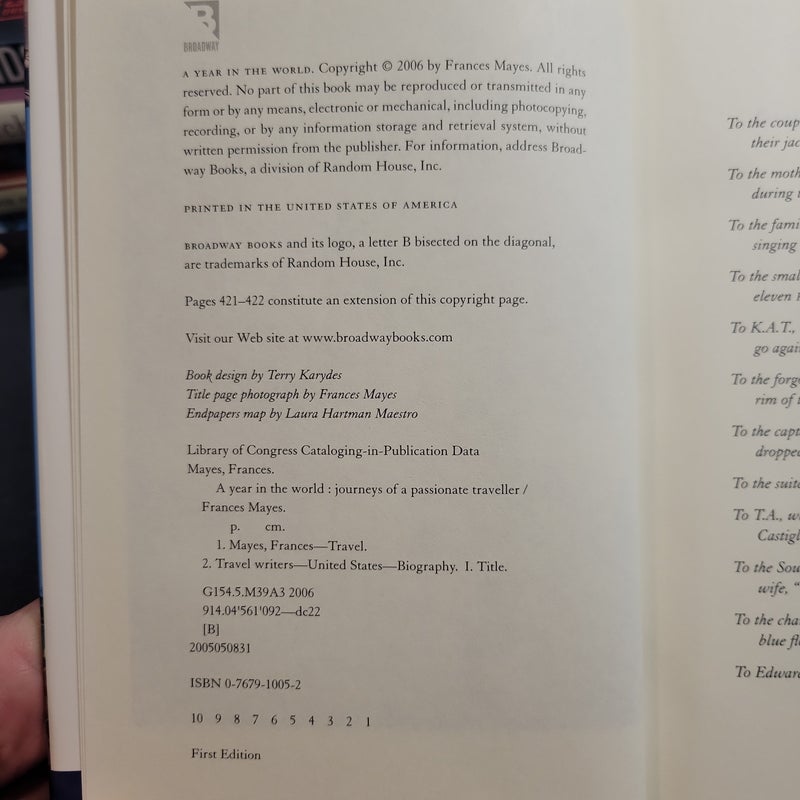 B
BROADWAY
A YEAR IN THE WORLD. Copyright © 2006 by Frances Mayes. All rights
reserved. No part of this book may be reproduced or transmitted in any
form or by any means, electronic or mechanical, including photocopying,
recording, or by any information storage and retrieval system, without
written permission from the publisher. For information, address Broad-
way Books, a division of Random House, Inc.
PRINTED IN THE UNITED STATES OF AMERICA
BROADWAY BOOKS and its logo, a letter B bisected on the diagonal,
are trademarks of Random House, Inc.
Pages 421–422 constitute an extension of this copyright page.
Visit our Web site at www.broadwaybooks.com
Book design by Terry Karydes
Title page photograph by Frances Mayes
Endpapers map by Laura Hartman Maestro
Library of Congress Cataloging-in-Publication Data
Mayes, Frances.
A year in the world : journeys of a passionate traveller /
Frances Mayes.
p. cm.
1. Mayes, Frances—Travel.
2. Travel writers—United States—Biography. I. Title.
G154.5.M39A3 2006
914.04'561'092—dc22
[B]
2005050831
ISBN 0-7679-1005-2
10 9 8 7 6 5 4 3 2 1
First Edition
To the coup
their jac
To the moth
during
To the fami
singing
To the smal
eleven
To K.A.T.,
go again
To the forg
rim of
To the capt
dropped
To the suit
To T.A., w
Castigl
To the Sou
wife, "
To the cha
blue fl
To Edwar